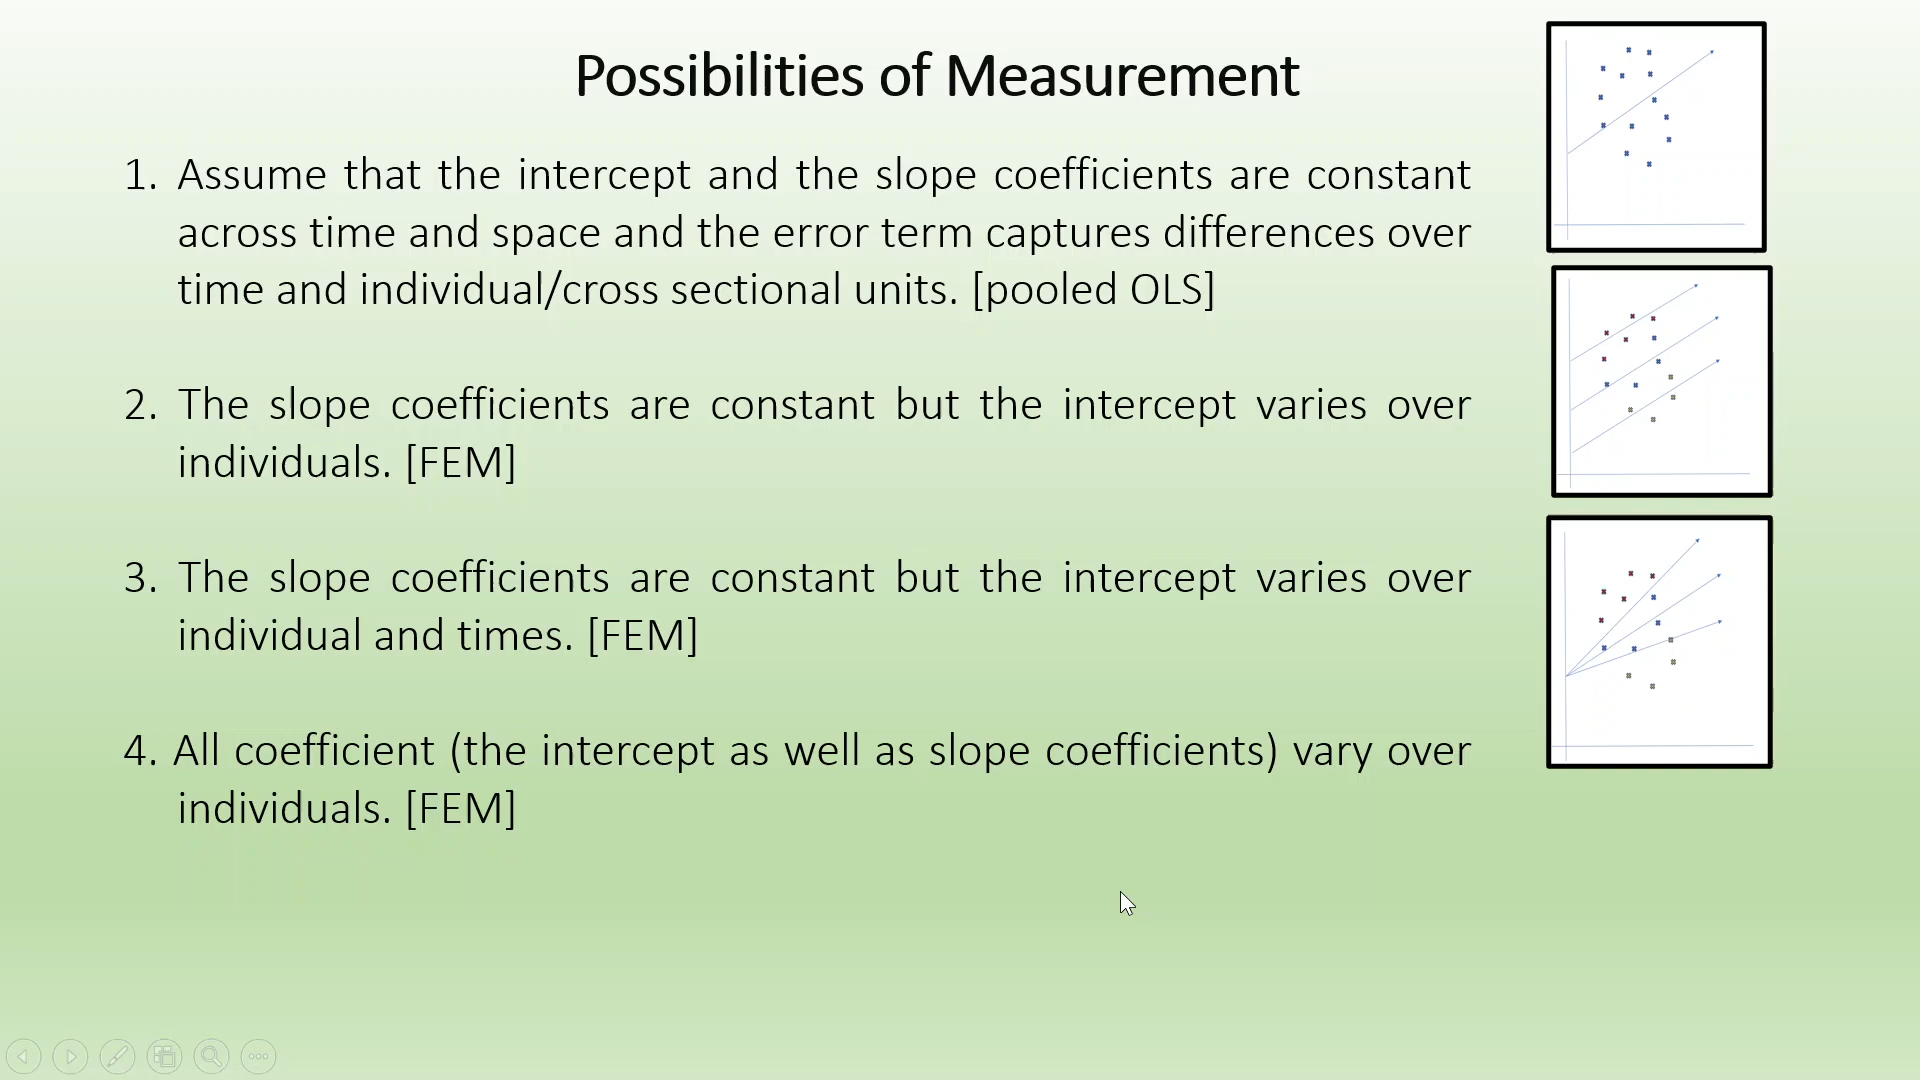 Possibilities of Measurement
1. Assume that the intercept and the slope coefficients are constant
across time and space and the error term captures differences over
time and individual/cross sectional units. [pooled OLS]
2. The slope coefficients are constant but the intercept varies over
individuals. [FEM]
3. The slope coefficients are constant but the intercept varies over
individual and times. [FEM]
4. All coefficient (the intercept as well as slope coefficients) vary over
individuals. [FEM]